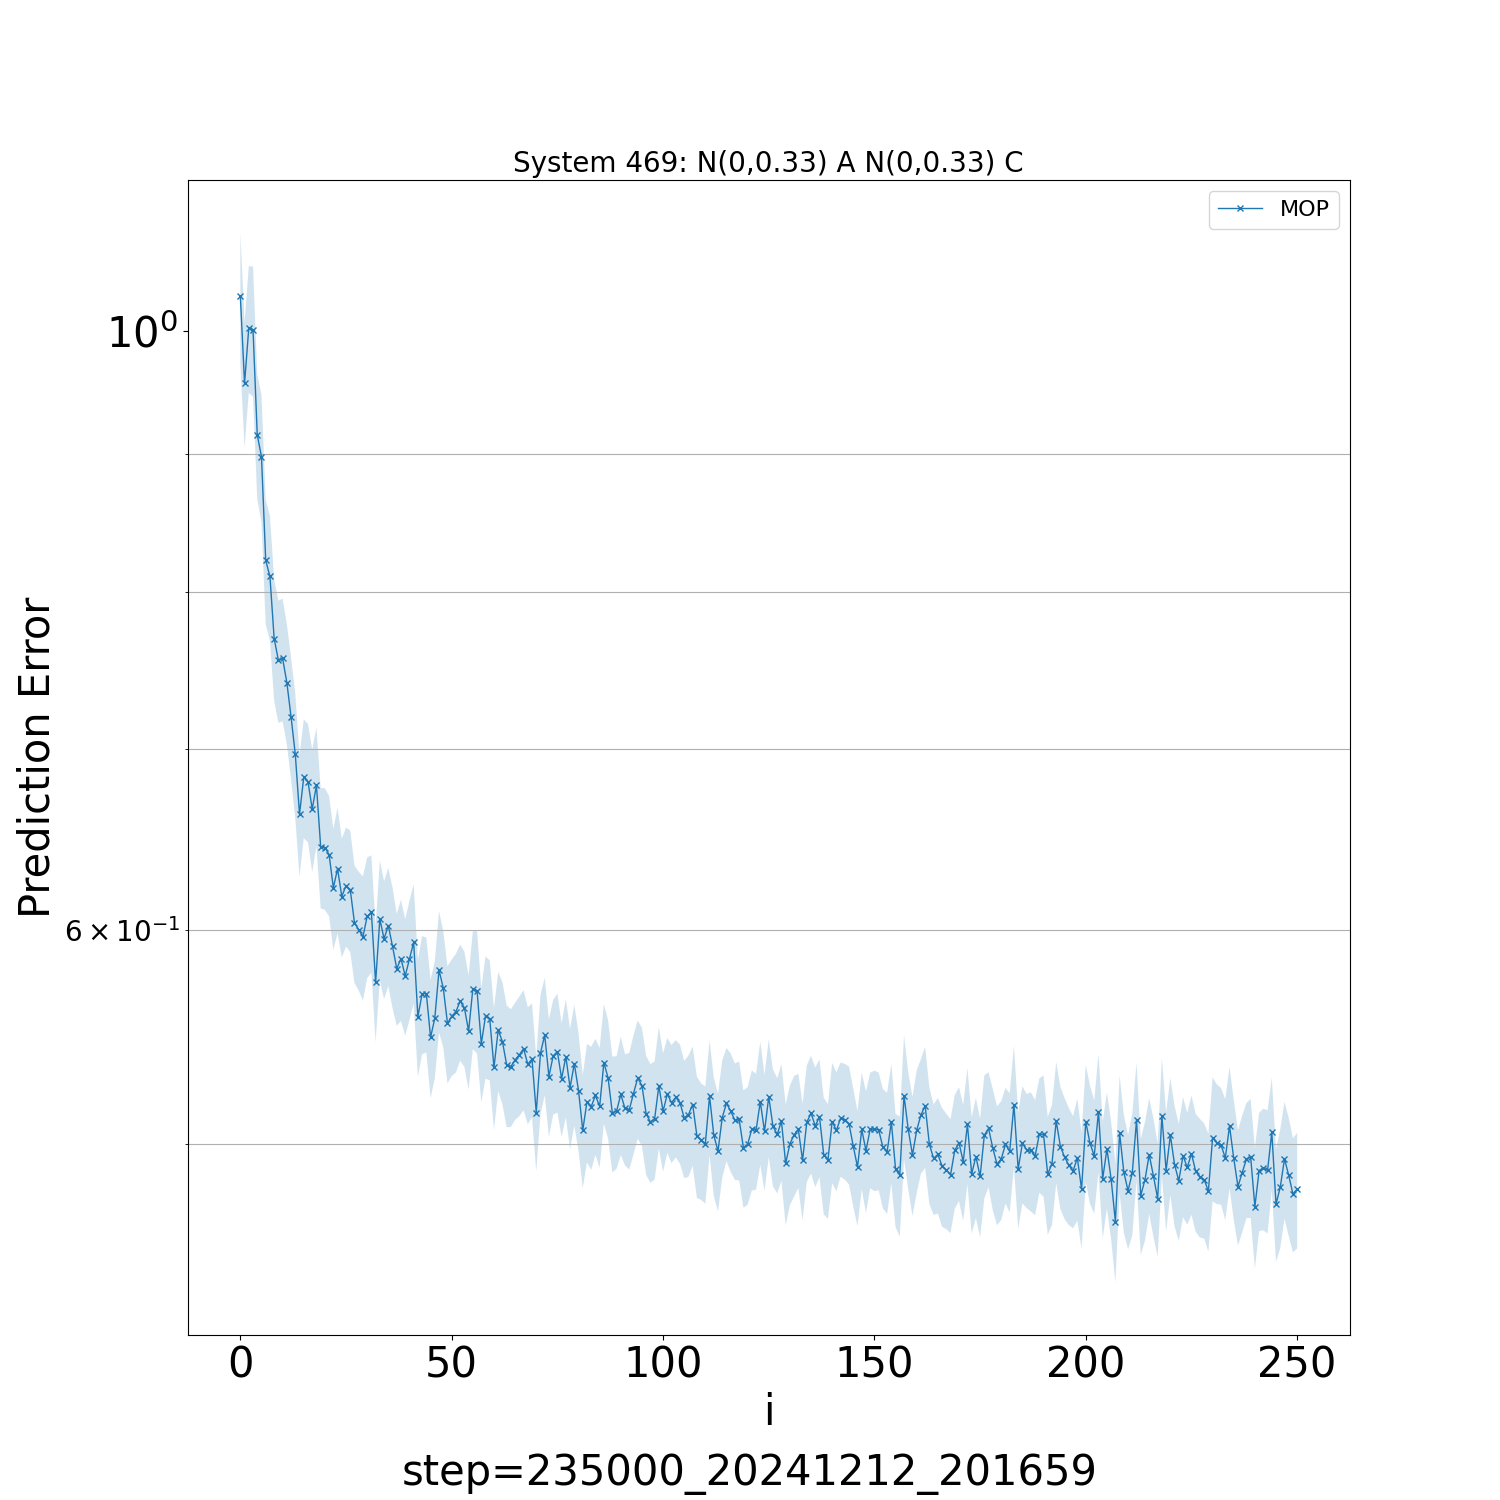 System 469: N(0,0.33) A N(0,0.33) C
MOP
10⁰
6 × 10⁻¹
Prediction Error
0 50 100 150 200 250
i
step=235000_20241212_201659